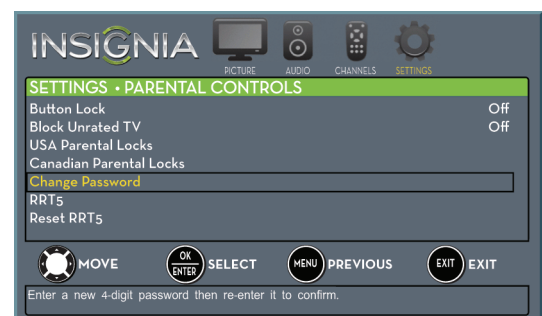 INSIGNIA
PICTURE AUDIO CHANNELS SETTINGS
SETTINGS • PARENTAL CONTROLS
Button Lock Off
Block Unrated TV Off
USA Parental Locks
Canadian Parental Locks
Change Password
RRT5
Reset RRT5
MOVE OK ENTER SELECT MENU PREVIOUS EXIT EXIT
Enter a new 4-digit password then re-enter it to confirm.